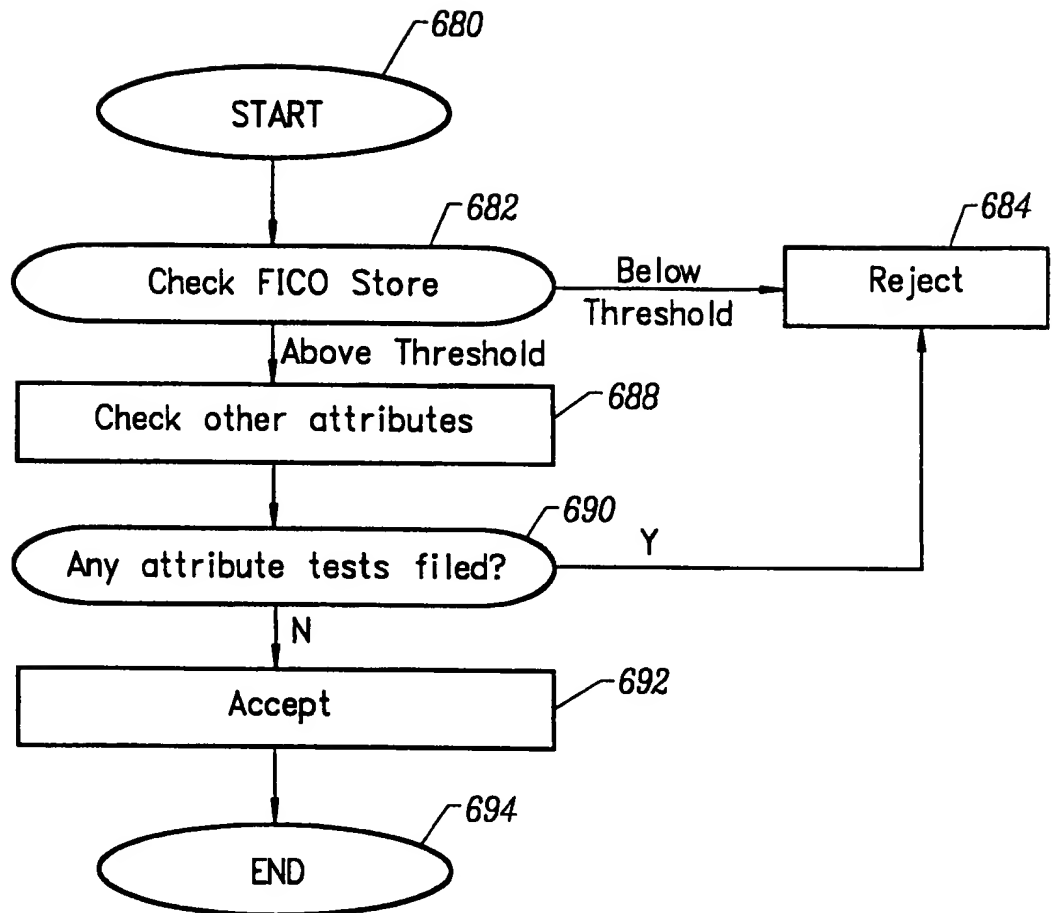 680
START
682
Check FICO Store
Below
Threshold
684
Reject
Above Threshold
688
Check other attributes
690
Any attribute tests filed?
Y
N
692
Accept
694
END